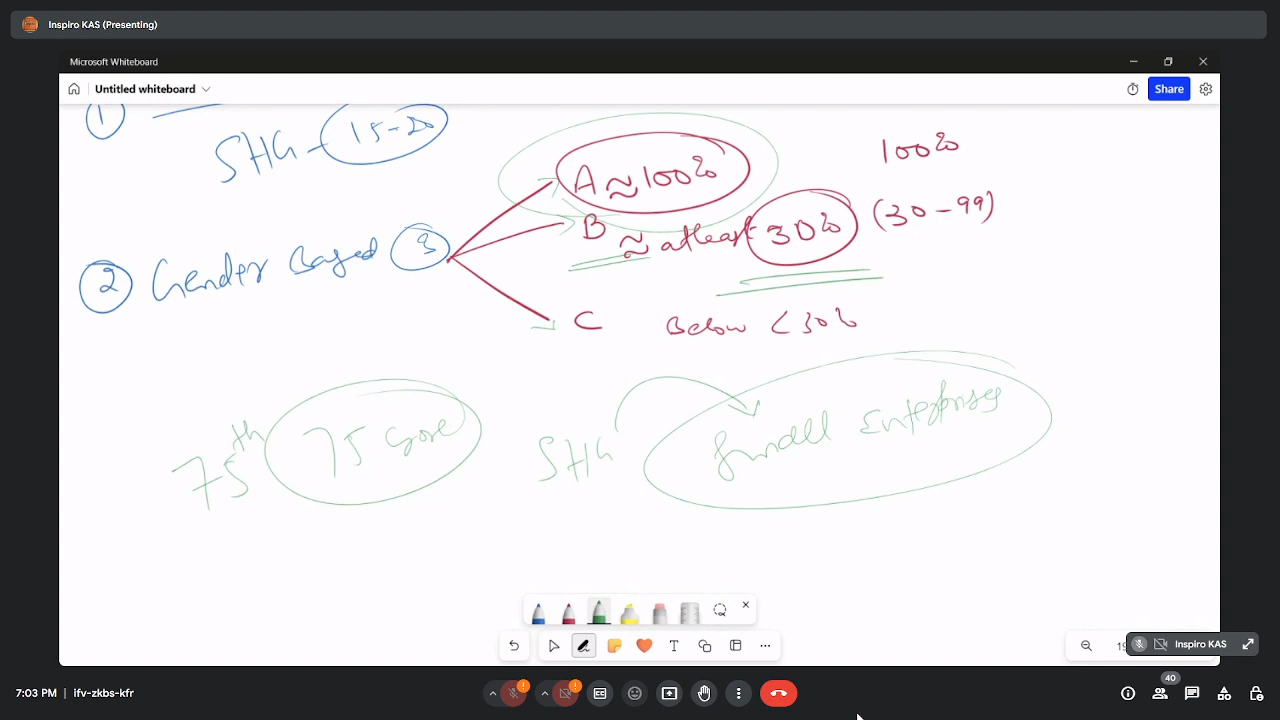 Inspiro KAS (Presenting)
Microsoft Whiteboard
Untitled whiteboard
Share
1
SHG - 15-20
A ≈ 100%
100%
B ≈ atleast 30% (30-99)
2 Gender Based 3
C Below < 30%
75th 75 crore
SHG Small Enterprises
Inspiro KAS
7:03 PM | ifv-zkbs-kfr
40